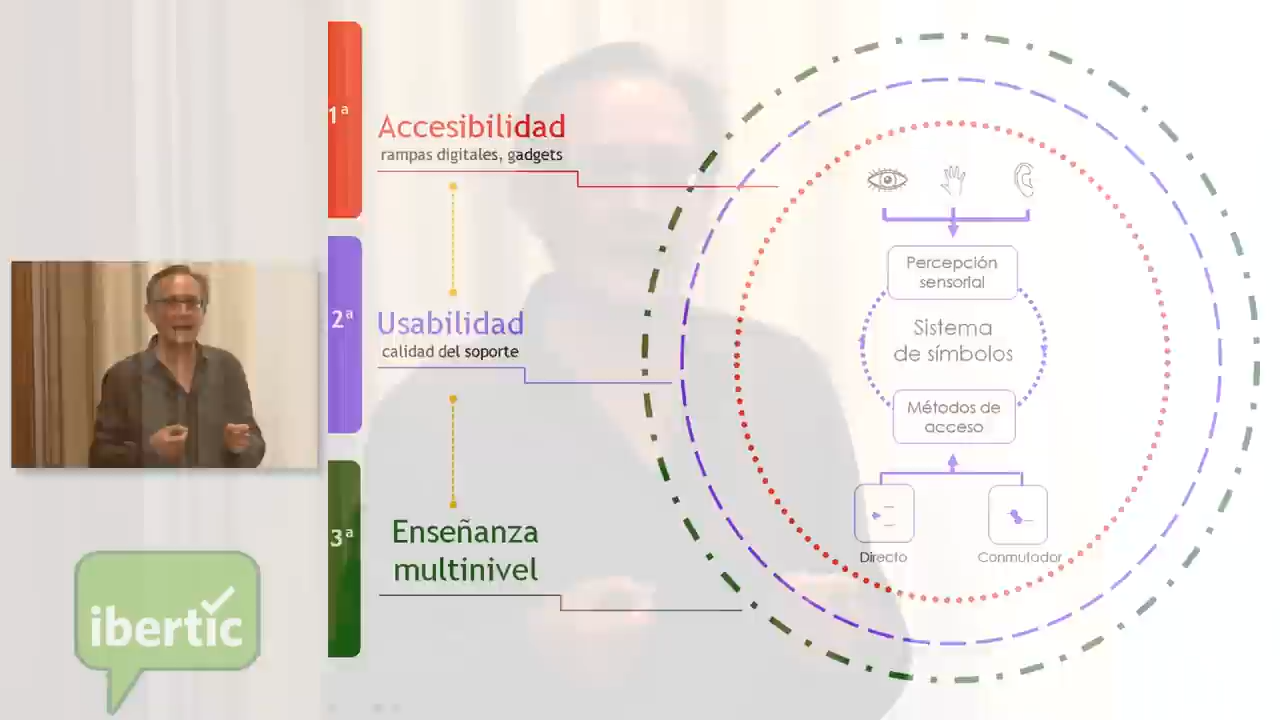 1ª
Accesibilidad
rampas digitales, gadgets
2ª
Usabilidad
calidad del soporte
3ª
Enseñanza
multinivel
Percepción
sensorial
Sistema
de símbolos
Métodos de
acceso
Directo
Conmutador
ibertic